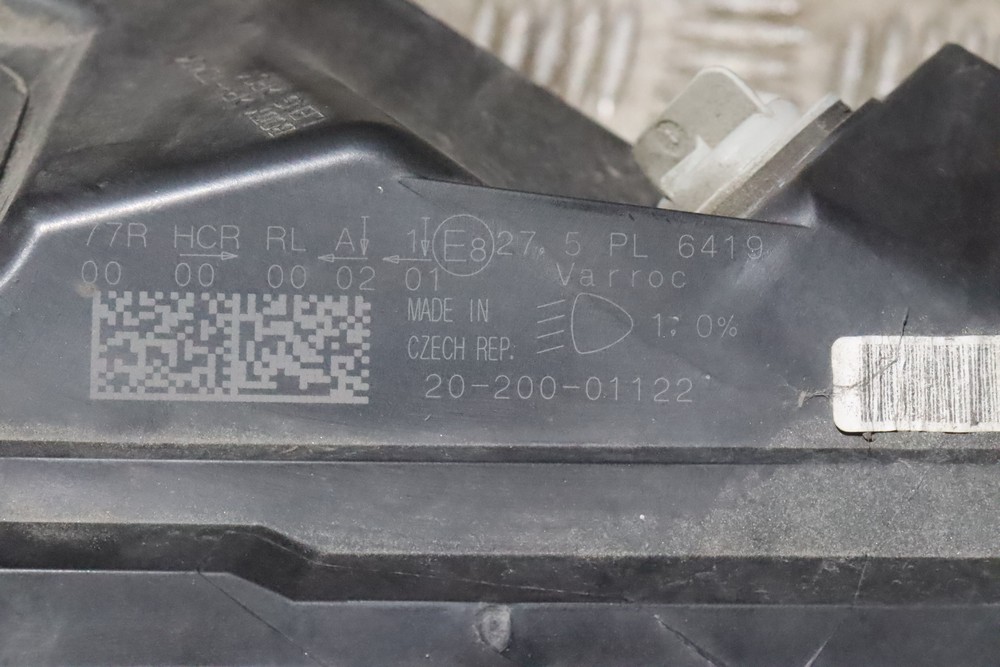 77R HCR RL A 1 E8 27.5 PL 6419
00 00 00 02 01 Varroc
MADE IN
CZECH REP. 1.0%
20-200-01122